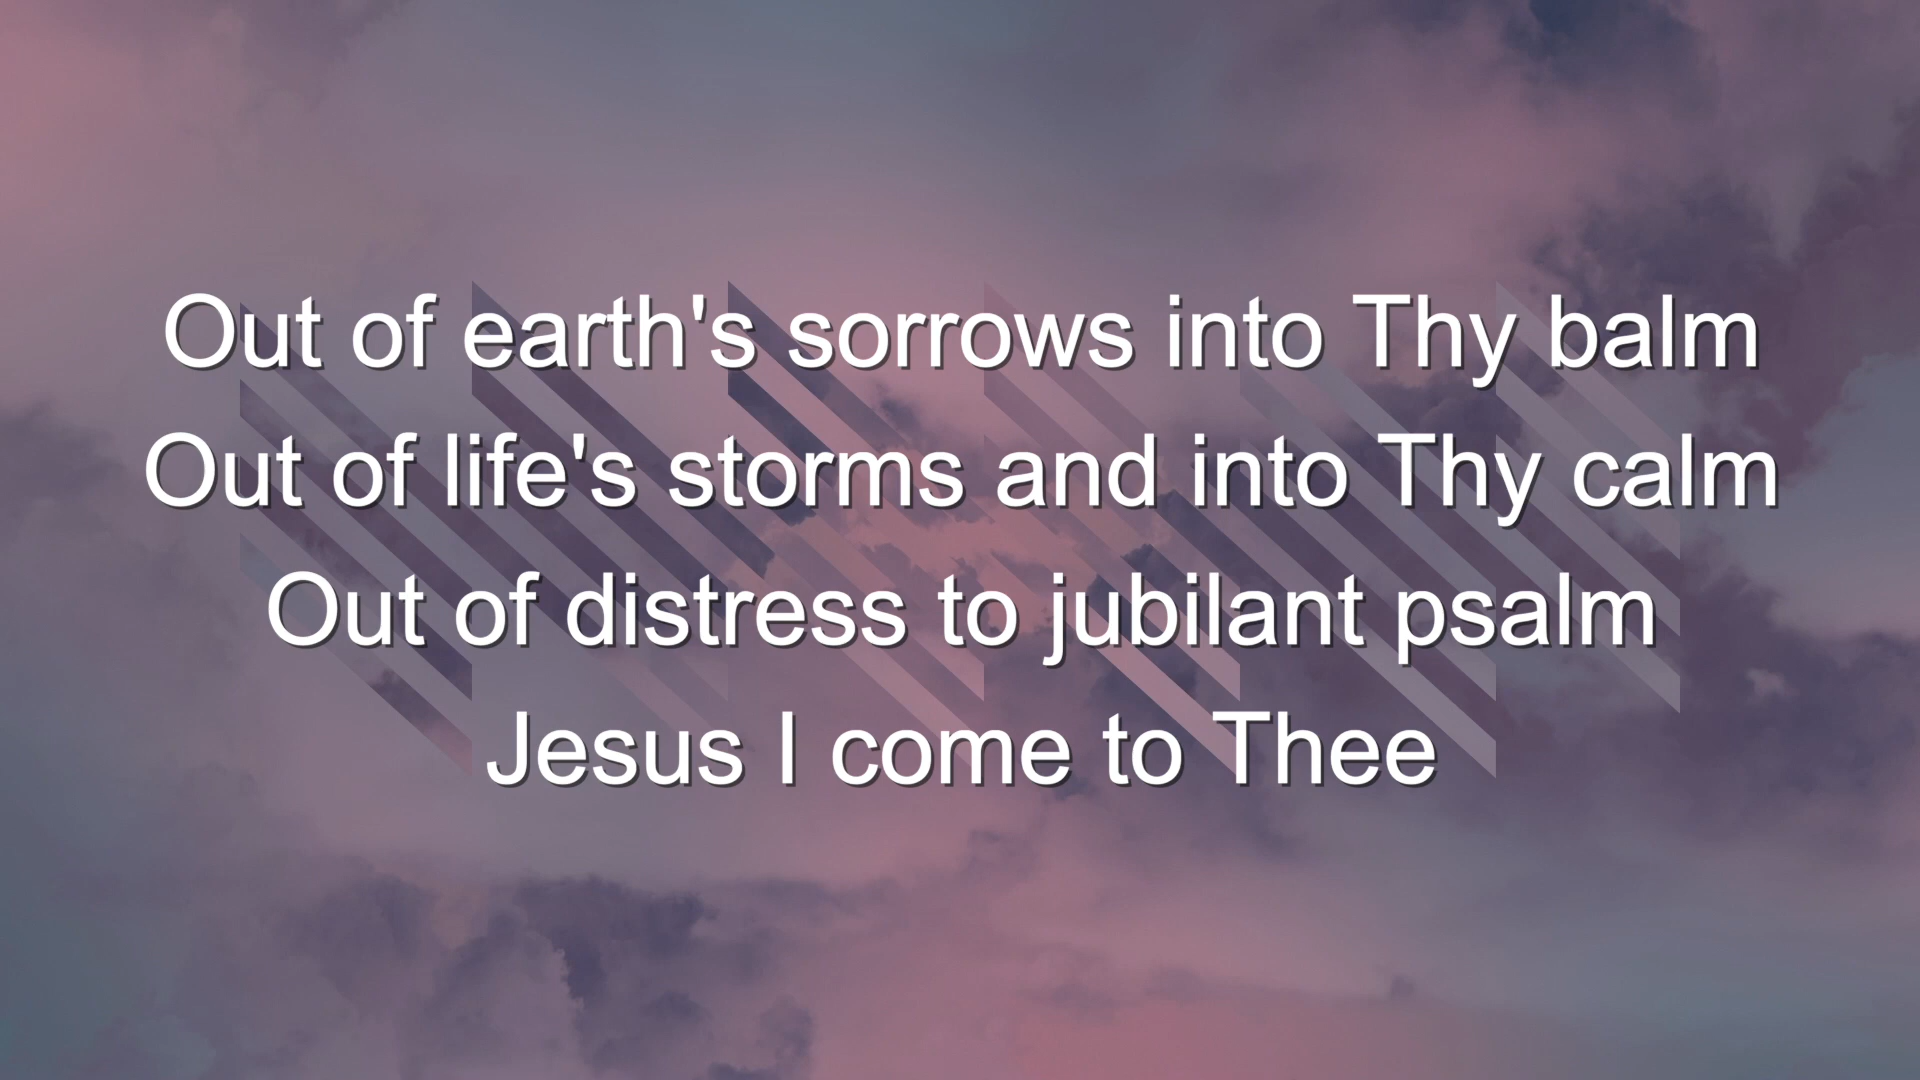 Out of earth's sorrows into Thy balm
Out of life's storms and into Thy calm
Out of distress to jubilant psalm
Jesus I come to Thee